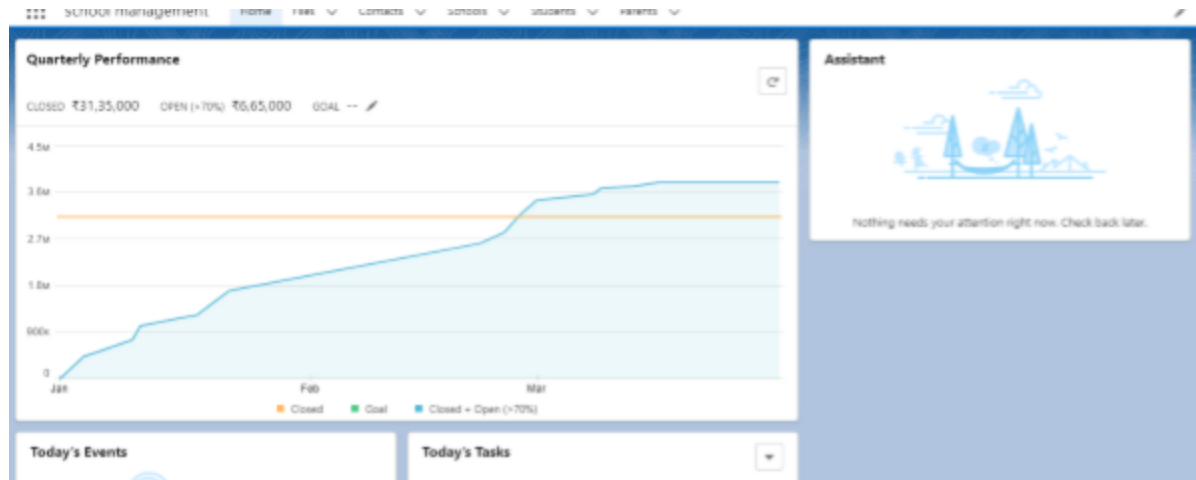 School management Home Fees Contacts Schools Students Parents
Quarterly Performance
CLOSED ₹31,35,000 OPEN (>70%) ₹6,65,000 GOAL --
4.5M
3.6M
2.7M
1.8M
900K
0
Jan Feb Mar
Closed Goal Closed + Open (>70%)
Assistant
Nothing needs your attention right now. Check back later.
Today's Events
Today's Tasks